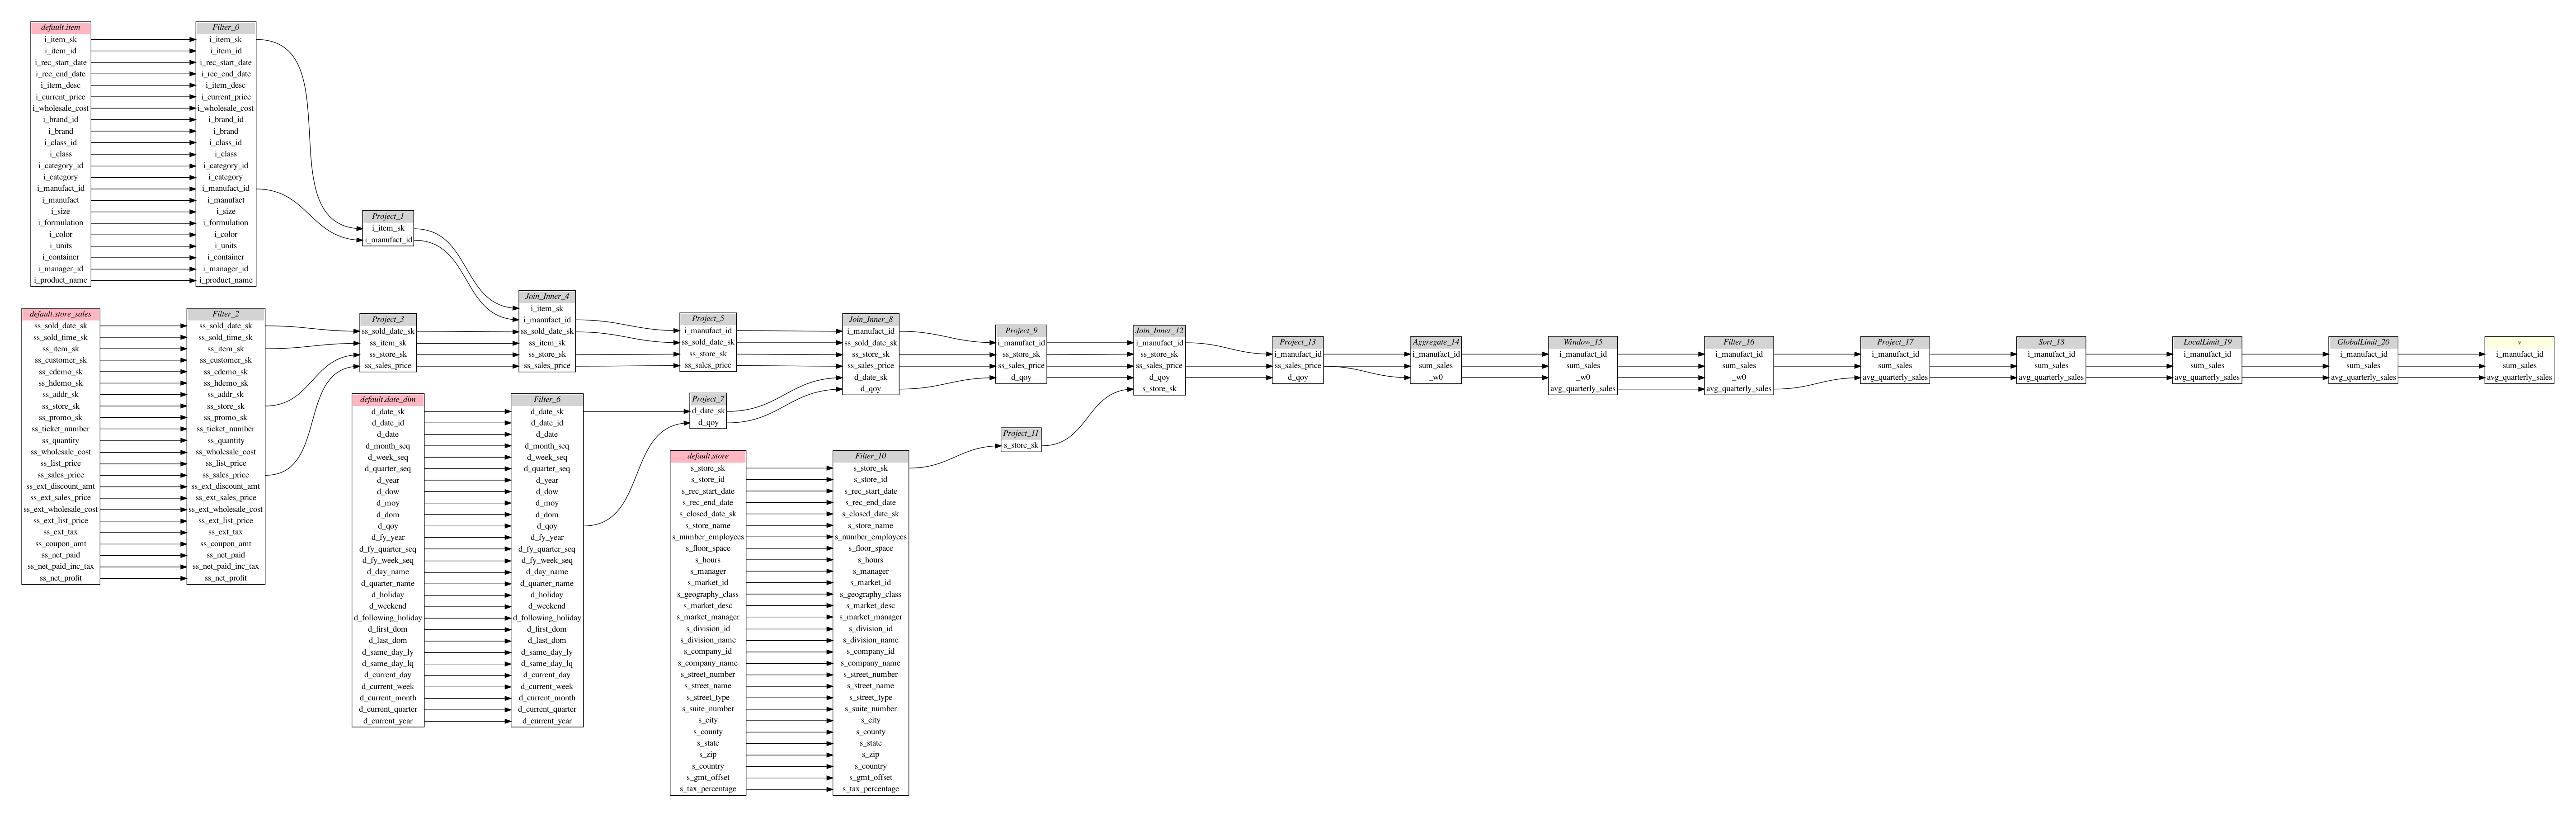 default.item
i_item_sk
i_item_id
i_rec_start_date
i_rec_end_date
i_item_desc
i_current_price
i_wholesale_cost
i_brand_id
i_brand
i_class_id
i_class
i_category_id
i_category
i_manufact_id
i_manufact
i_size
i_formulation
i_color
i_units
i_container
i_manager_id
i_product_name
Filter_0
i_item_sk
i_item_id
i_rec_start_date
i_rec_end_date
i_item_desc
i_current_price
i_wholesale_cost
i_brand_id
i_brand
i_class_id
i_class
i_category_id
i_category
i_manufact_id
i_manufact
i_size
i_formulation
i_color
i_units
i_container
i_manager_id
i_product_name
Project_1
i_item_sk
i_manufact_id
default.store_sales
ss_sold_date_sk
ss_sold_time_sk
ss_item_sk
ss_customer_sk
ss_cdemo_sk
ss_hdemo_sk
ss_addr_sk
ss_store_sk
ss_promo_sk
ss_ticket_number
ss_quantity
ss_wholesale_cost
ss_list_price
ss_sales_price
ss_ext_discount_amt
ss_ext_sales_price
ss_ext_wholesale_cost
ss_ext_list_price
ss_ext_tax
ss_coupon_amt
ss_net_paid
ss_net_paid_inc_tax
ss_net_profit
Filter_2
ss_sold_date_sk
ss_sold_time_sk
ss_item_sk
ss_customer_sk
ss_cdemo_sk
ss_hdemo_sk
ss_addr_sk
ss_store_sk
ss_promo_sk
ss_ticket_number
ss_quantity
ss_wholesale_cost
ss_list_price
ss_sales_price
ss_ext_discount_amt
ss_ext_sales_price
ss_ext_wholesale_cost
ss_ext_list_price
ss_ext_tax
ss_coupon_amt
ss_net_paid
ss_net_paid_inc_tax
ss_net_profit
Project_3
ss_sold_date_sk
ss_item_sk
ss_store_sk
ss_sales_price
Join_Inner_4
i_item_sk
i_manufact_id
ss_sold_date_sk
ss_item_sk
ss_store_sk
ss_sales_price
Project_5
i_manufact_id
ss_sold_date_sk
ss_store_sk
ss_sales_price
default.date_dim
d_date_sk
d_date_id
d_date
d_month_seq
d_week_seq
d_quarter_seq
d_year
d_dow
d_moy
d_dom
d_qoy
d_fy_year
d_fy_quarter_seq
d_fy_week_seq
d_day_name
d_quarter_name
d_holiday
d_weekend
d_following_holiday
d_first_dom
d_last_dom
d_same_day_ly
d_same_day_lq
d_current_day
d_current_week
d_current_month
d_current_quarter
d_current_year
Filter_6
d_date_sk
d_date_id
d_date
d_month_seq
d_week_seq
d_quarter_seq
d_year
d_dow
d_moy
d_dom
d_qoy
d_fy_year
d_fy_quarter_seq
d_fy_week_seq
d_day_name
d_quarter_name
d_holiday
d_weekend
d_following_holiday
d_first_dom
d_last_dom
d_same_day_ly
d_same_day_lq
d_current_day
d_current_week
d_current_month
d_current_quarter
d_current_year
Project_7
d_date_sk
d_qoy
Join_Inner_8
i_manufact_id
ss_sold_date_sk
ss_store_sk
ss_sales_price
d_date_sk
d_qoy
Project_9
i_manufact_id
ss_store_sk
ss_sales_price
d_qoy
default.store
s_store_sk
s_store_id
s_rec_start_date
s_rec_end_date
s_closed_date_sk
s_store_name
s_number_employees
s_floor_space
s_hours
s_manager
s_market_id
s_geography_class
s_market_desc
s_market_manager
s_division_id
s_division_name
s_company_id
s_company_name
s_street_number
s_street_name
s_street_type
s_suite_number
s_city
s_county
s_state
s_zip
s_country
s_gmt_offset
s_tax_percentage
Filter_10
s_store_sk
s_store_id
s_rec_start_date
s_rec_end_date
s_closed_date_sk
s_store_name
s_number_employees
s_floor_space
s_hours
s_manager
s_market_id
s_geography_class
s_market_desc
s_market_manager
s_division_id
s_division_name
s_company_id
s_company_name
s_street_number
s_street_name
s_street_type
s_suite_number
s_city
s_county
s_state
s_zip
s_country
s_gmt_offset
s_tax_percentage
Project_11
s_store_sk
Join_Inner_12
i_manufact_id
ss_store_sk
ss_sales_price
d_qoy
s_store_sk
Project_13
i_manufact_id
ss_sales_price
d_qoy
Aggregate_14
i_manufact_id
sum_sales
_w0
Window_15
i_manufact_id
sum_sales
_w0
avg_quarterly_sales
Filter_16
i_manufact_id
sum_sales
_w0
avg_quarterly_sales
Project_17
i_manufact_id
sum_sales
avg_quarterly_sales
Sort_18
i_manufact_id
sum_sales
avg_quarterly_sales
LocalLimit_19
i_manufact_id
sum_sales
avg_quarterly_sales
GlobalLimit_20
i_manufact_id
sum_sales
avg_quarterly_sales
v
i_manufact_id
sum_sales
avg_quarterly_sales